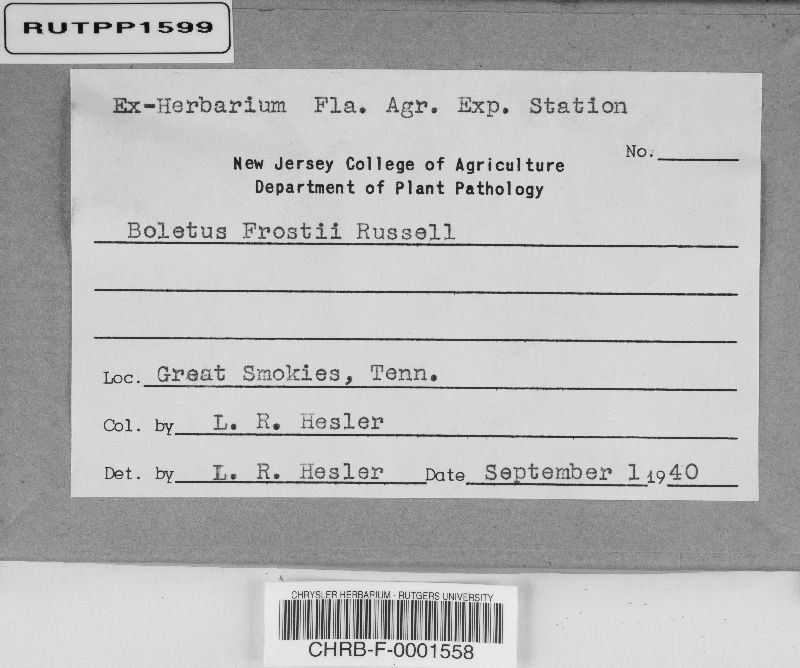 RUTPP1599
Ex-Herbarium Fla. Agr. Exp. Station
No.
New Jersey College of Agriculture
Department of Plant Pathology
Boletus Frostii Russell
Loc. Great Smokies, Tenn.
Col. by L. R. Hesler
Det. by L. R. Hesler Date September 1 1940
CHRYSLER HERBARIUM - RUTGERS UNIVERSITY
CHRB-F-0001558